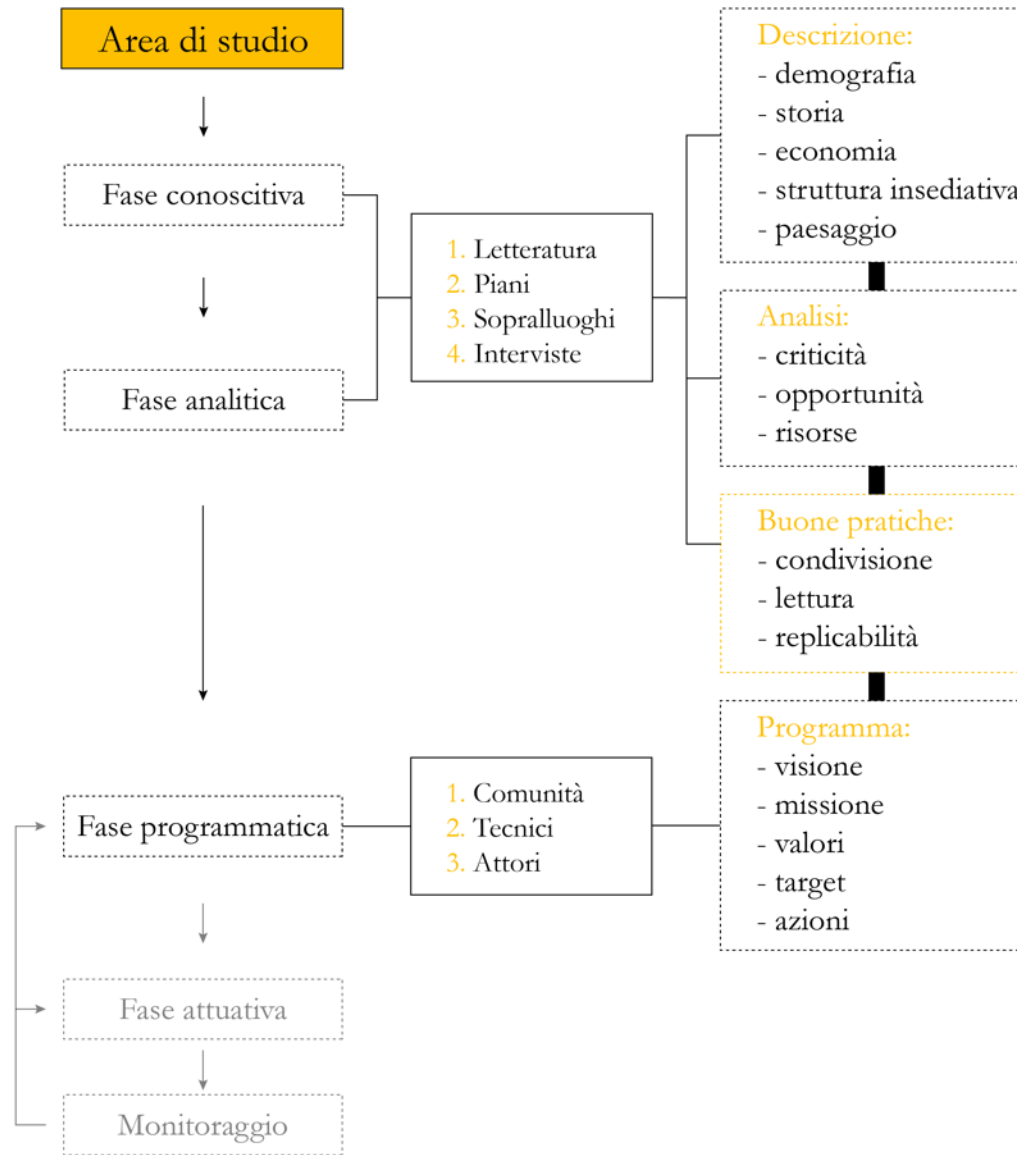 Area di studio
Fase conoscitiva
Fase analitica
1. Letteratura
2. Piani
3. Sopralluoghi
4. Interviste
Descrizione:
- demografia
- storia
- economia
- struttura insediativa
- paesaggio
Analisi:
- criticità
- opportunità
- risorse
Buone pratiche:
- condivisione
- lettura
- replicabilità
Fase programmatica
1. Comunità
2. Tecnici
3. Attori
Programma:
- visione
- missione
- valori
- target
- azioni
Fase attuativa
Monitoraggio